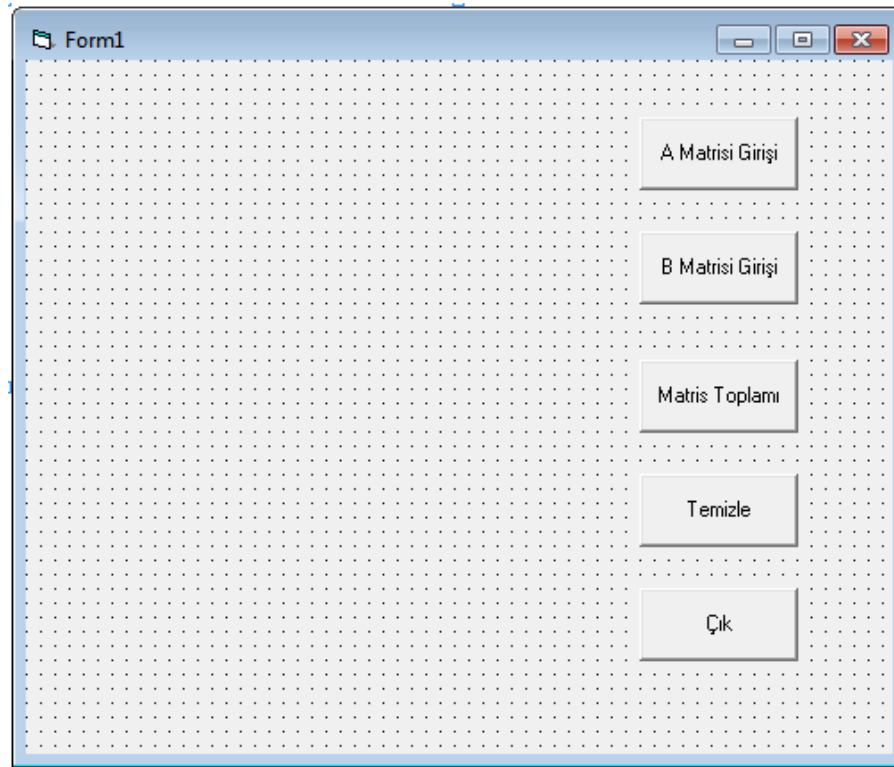 Form1
A Matrisi Girişi
B Matrisi Girişi
Matris Toplamı
Temizle
Çık